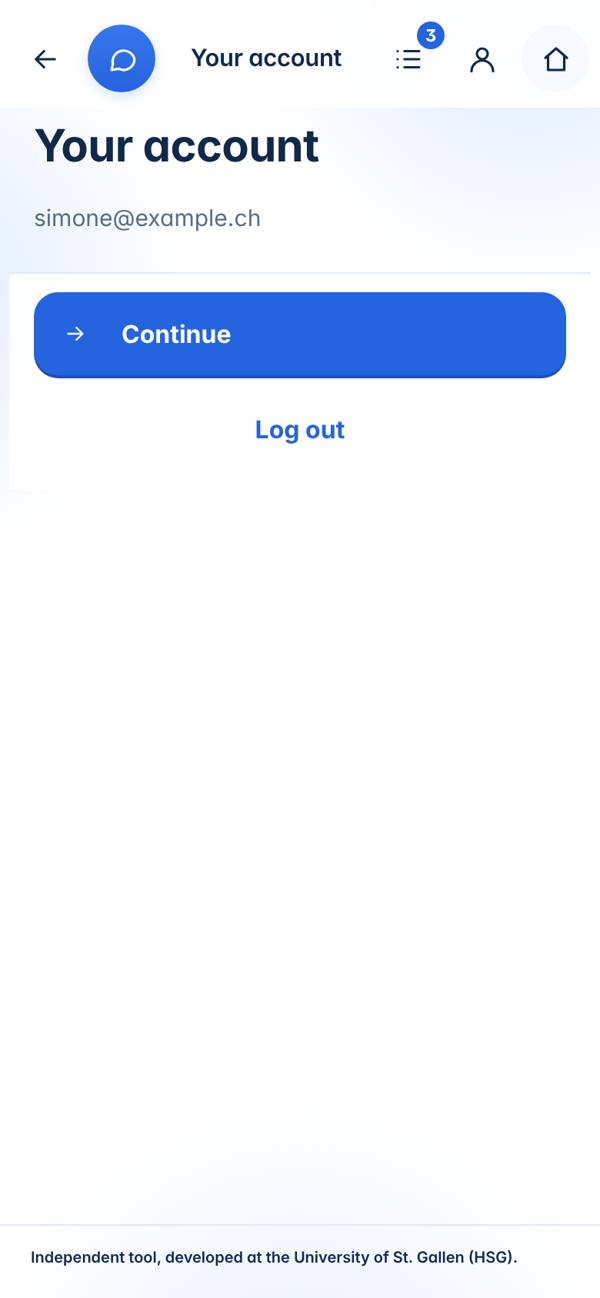 Your account
3
Your account
simone@example.ch
Continue
Log out
Independent tool, developed at the University of St. Gallen (HSG).